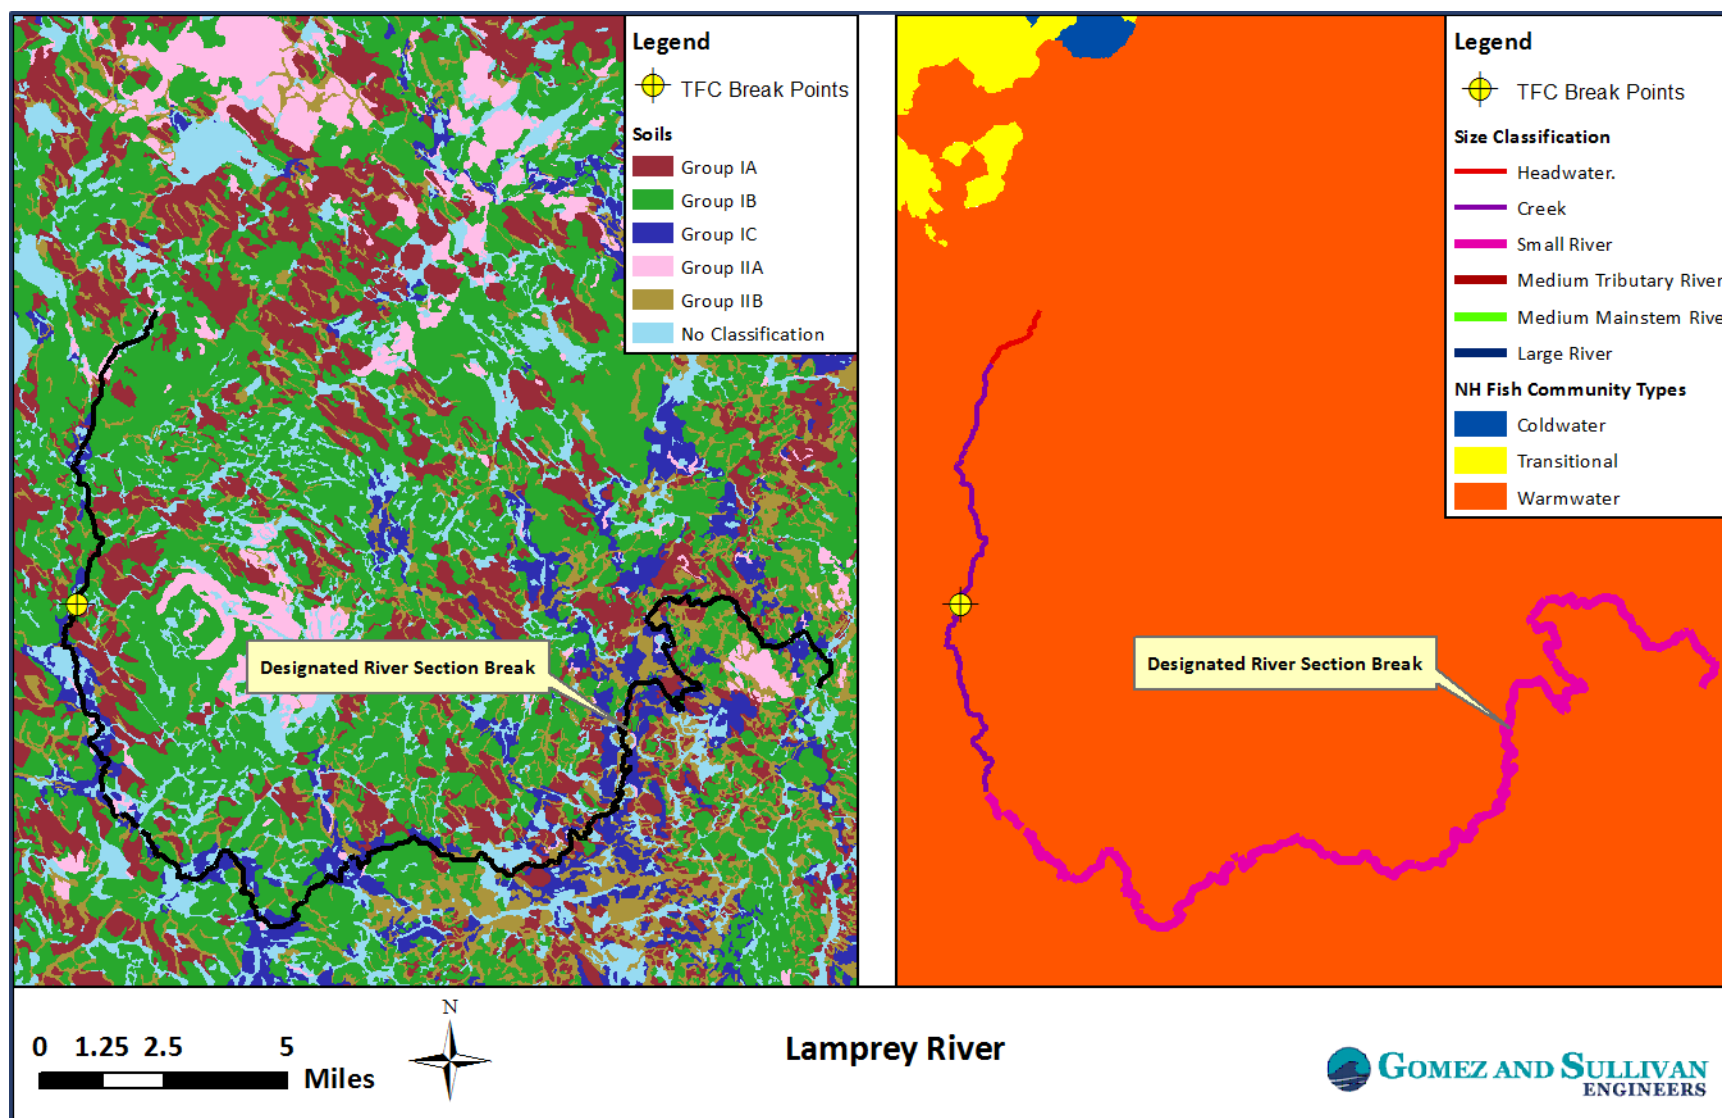 Legend
TFC Break Points
Soils
Group IA
Group IB
Group IC
Group IIA
Group IIB
No Classification
Designated River Section Break
Legend
TFC Break Points
Size Classification
Headwater.
Creek
Small River
Medium Tributary River
Medium Mainstem Rive
Large River
NH Fish Community Types
Coldwater
Transitional
Warmwater
Designated River Section Break
0 1.25 2.5 5
Miles
N
Lamprey River
GOMEZ AND SULLIVAN
ENGINEERS